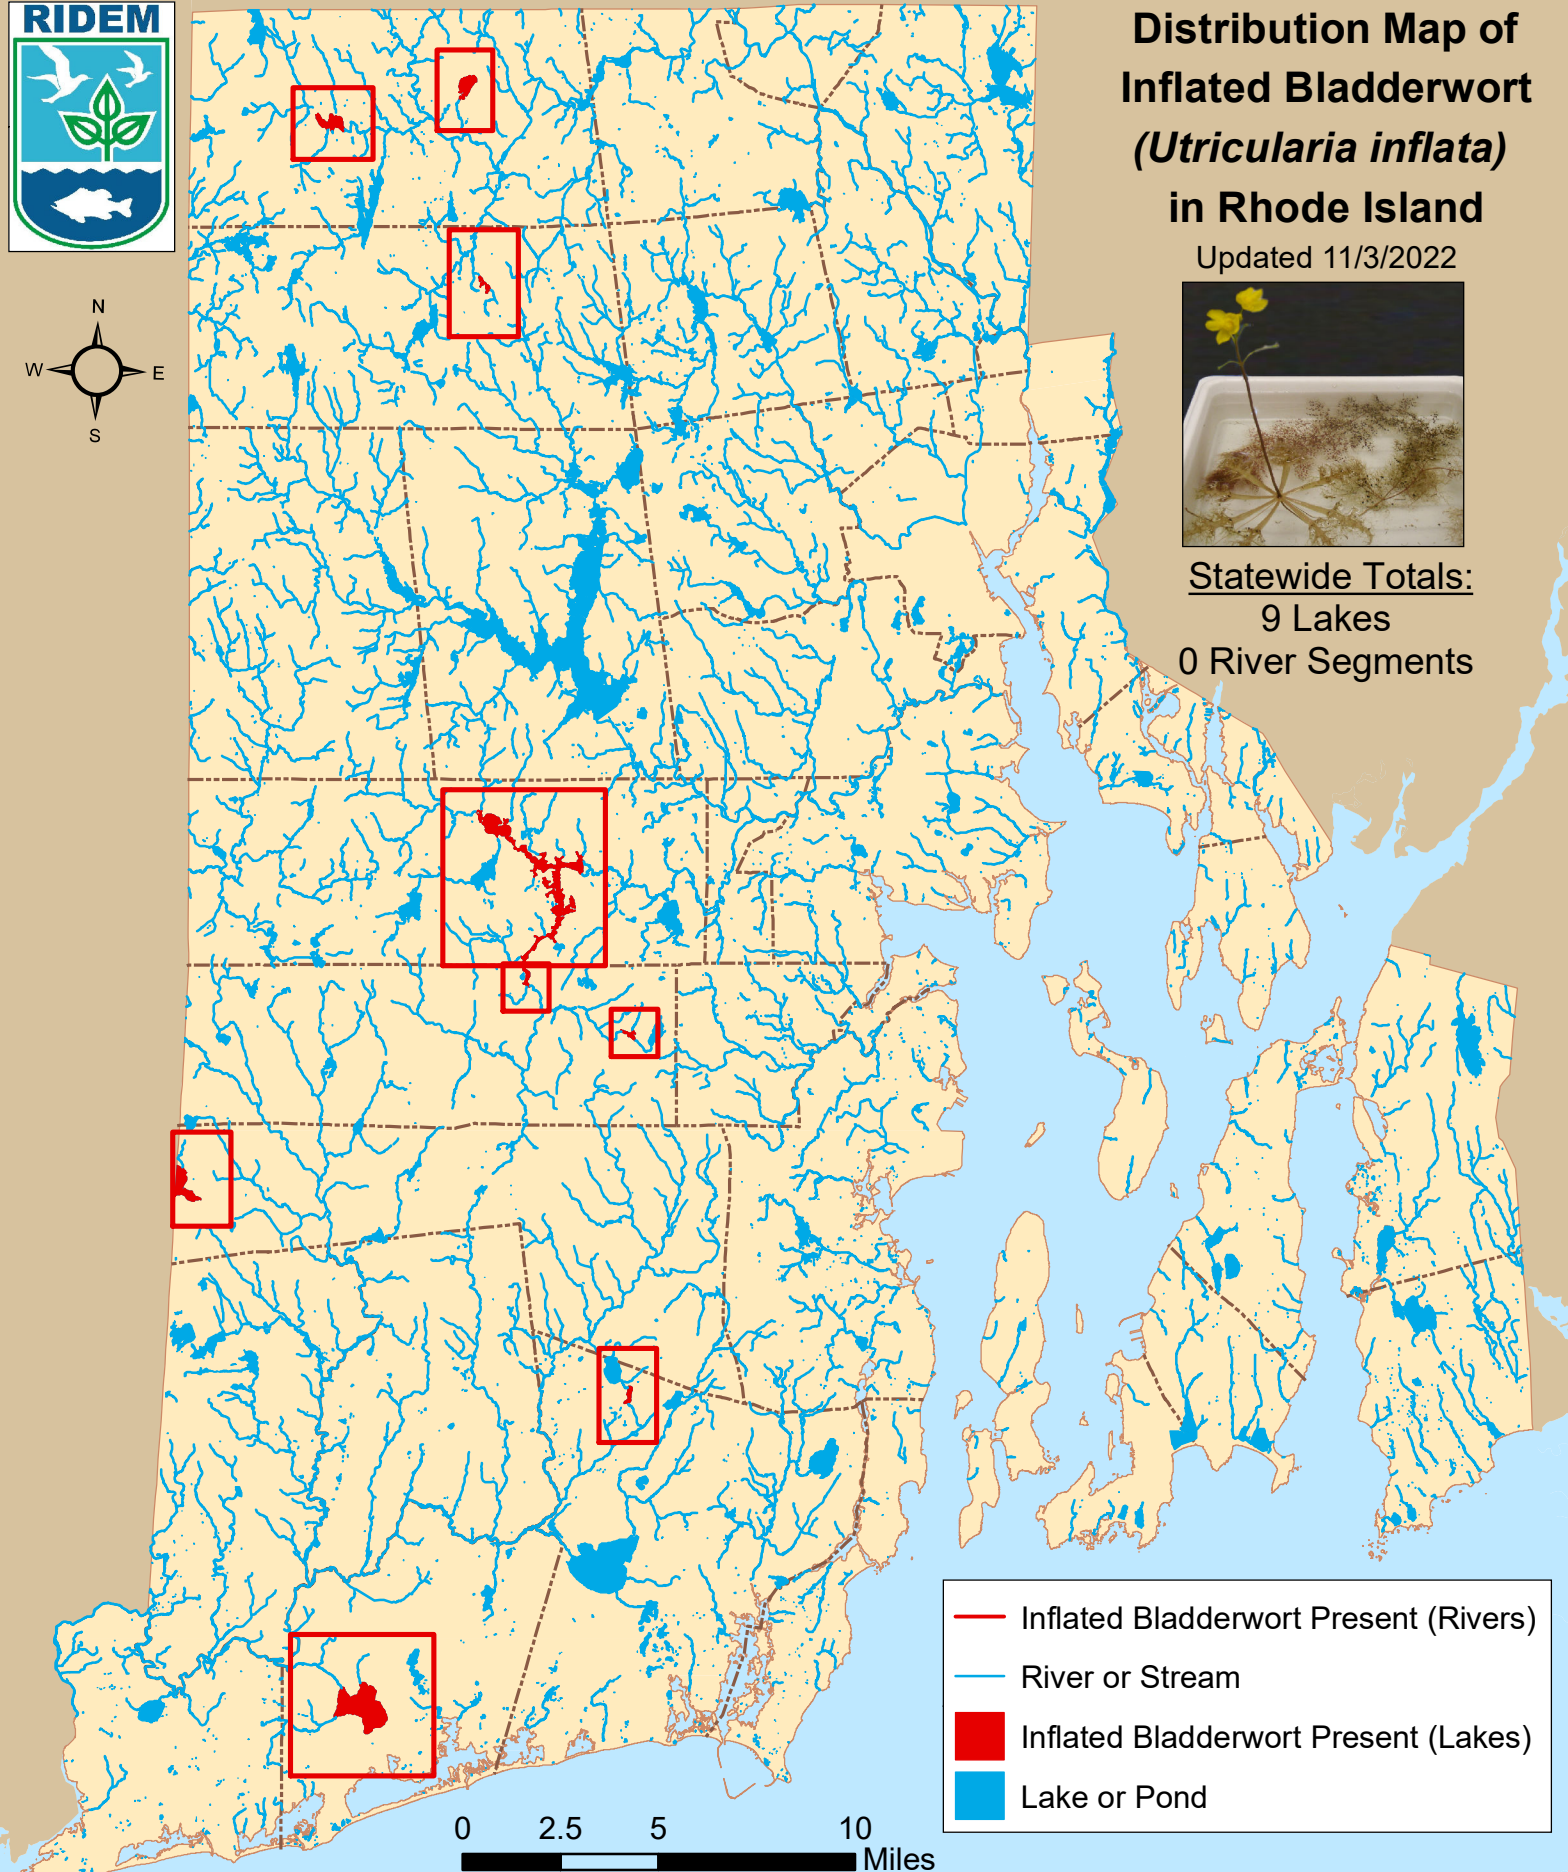 RIDEM
Distribution Map of
Inflated Bladderwort
(Utricularia inflata)
in Rhode Island
Updated 11/3/2022
N
W
E
S
Statewide Totals:
9 Lakes
0 River Segments
Inflated Bladderwort Present (Rivers)
River or Stream
Inflated Bladderwort Present (Lakes)
Lake or Pond
0 2.5 5 10
Miles